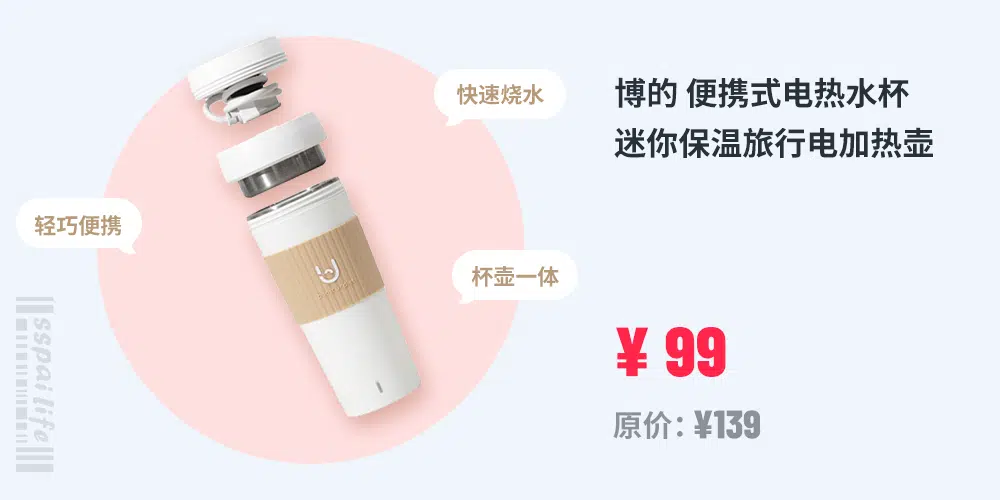 快速烧水
轻巧便携
杯壶一体
博的 便携式电热水杯
迷你保温旅行电加热壶
¥ 99
原价：¥139
sspai life